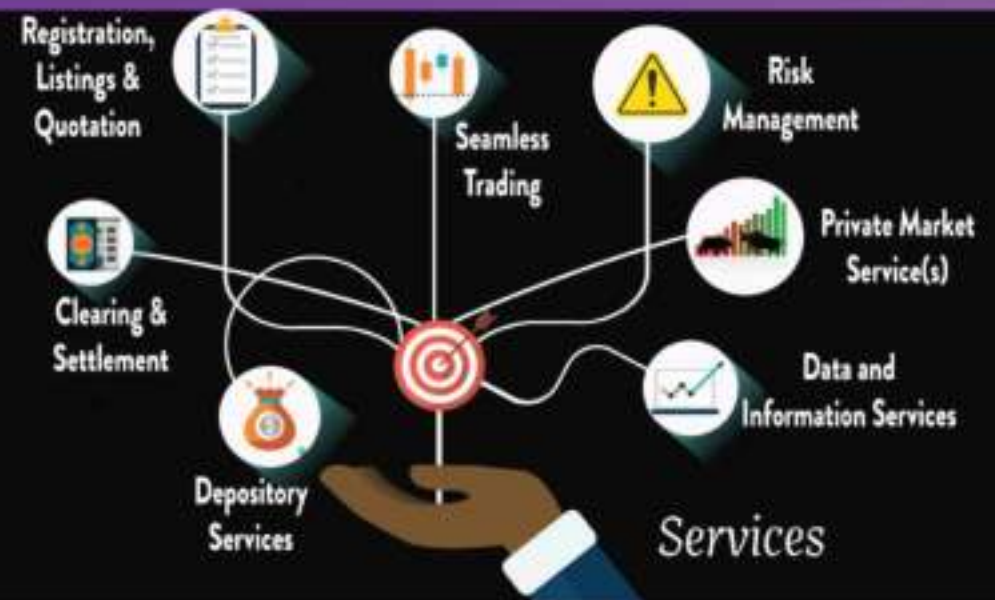 Registration,
Listings &
Quotation
Seamless
Trading
Risk
Management
Private Market
Service(s)
Clearing &
Settlement
Data and
Information Services
Depository
Services
Services